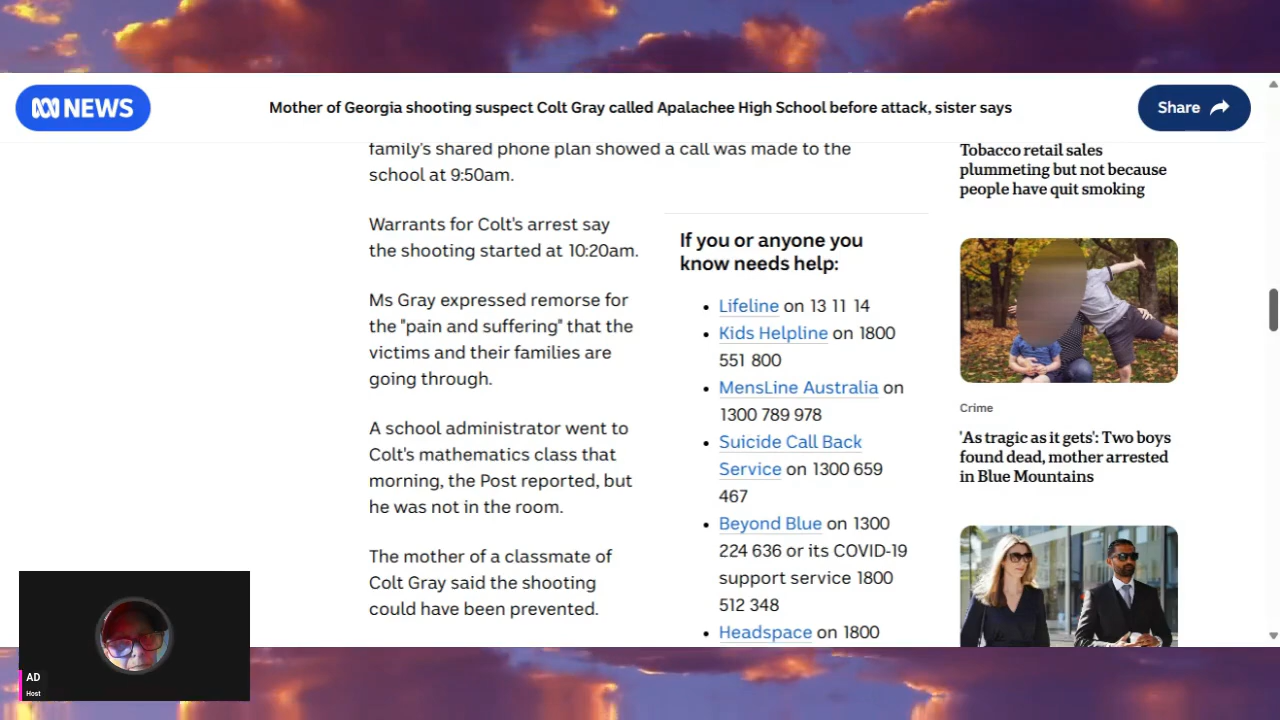 NEWS
Mother of Georgia shooting suspect Colt Gray called Apalachee High School before attack, sister says
Share
family's shared phone plan showed a call was made to the
school at 9:50am.
Warrants for Colt's arrest say
the shooting started at 10:20am.
Ms Gray expressed remorse for
the "pain and suffering" that the
victims and their families are
going through.
A school administrator went to
Colt's mathematics class that
morning, the Post reported, but
he was not in the room.
The mother of a classmate of
Colt Gray said the shooting
could have been prevented.
If you or anyone you
know needs help:
• Lifeline on 13 11 14
• Kids Helpline on 1800
551 800
• MensLine Australia on
1300 789 978
• Suicide Call Back
Service on 1300 659
467
• Beyond Blue on 1300
224 636 or its COVID-19
support service 1800
512 348
• Headspace on 1800
Tobacco retail sales
plummeting but not because
people have quit smoking
Crime
'As tragic as it gets': Two boys
found dead, mother arrested
in Blue Mountains
AD
Host